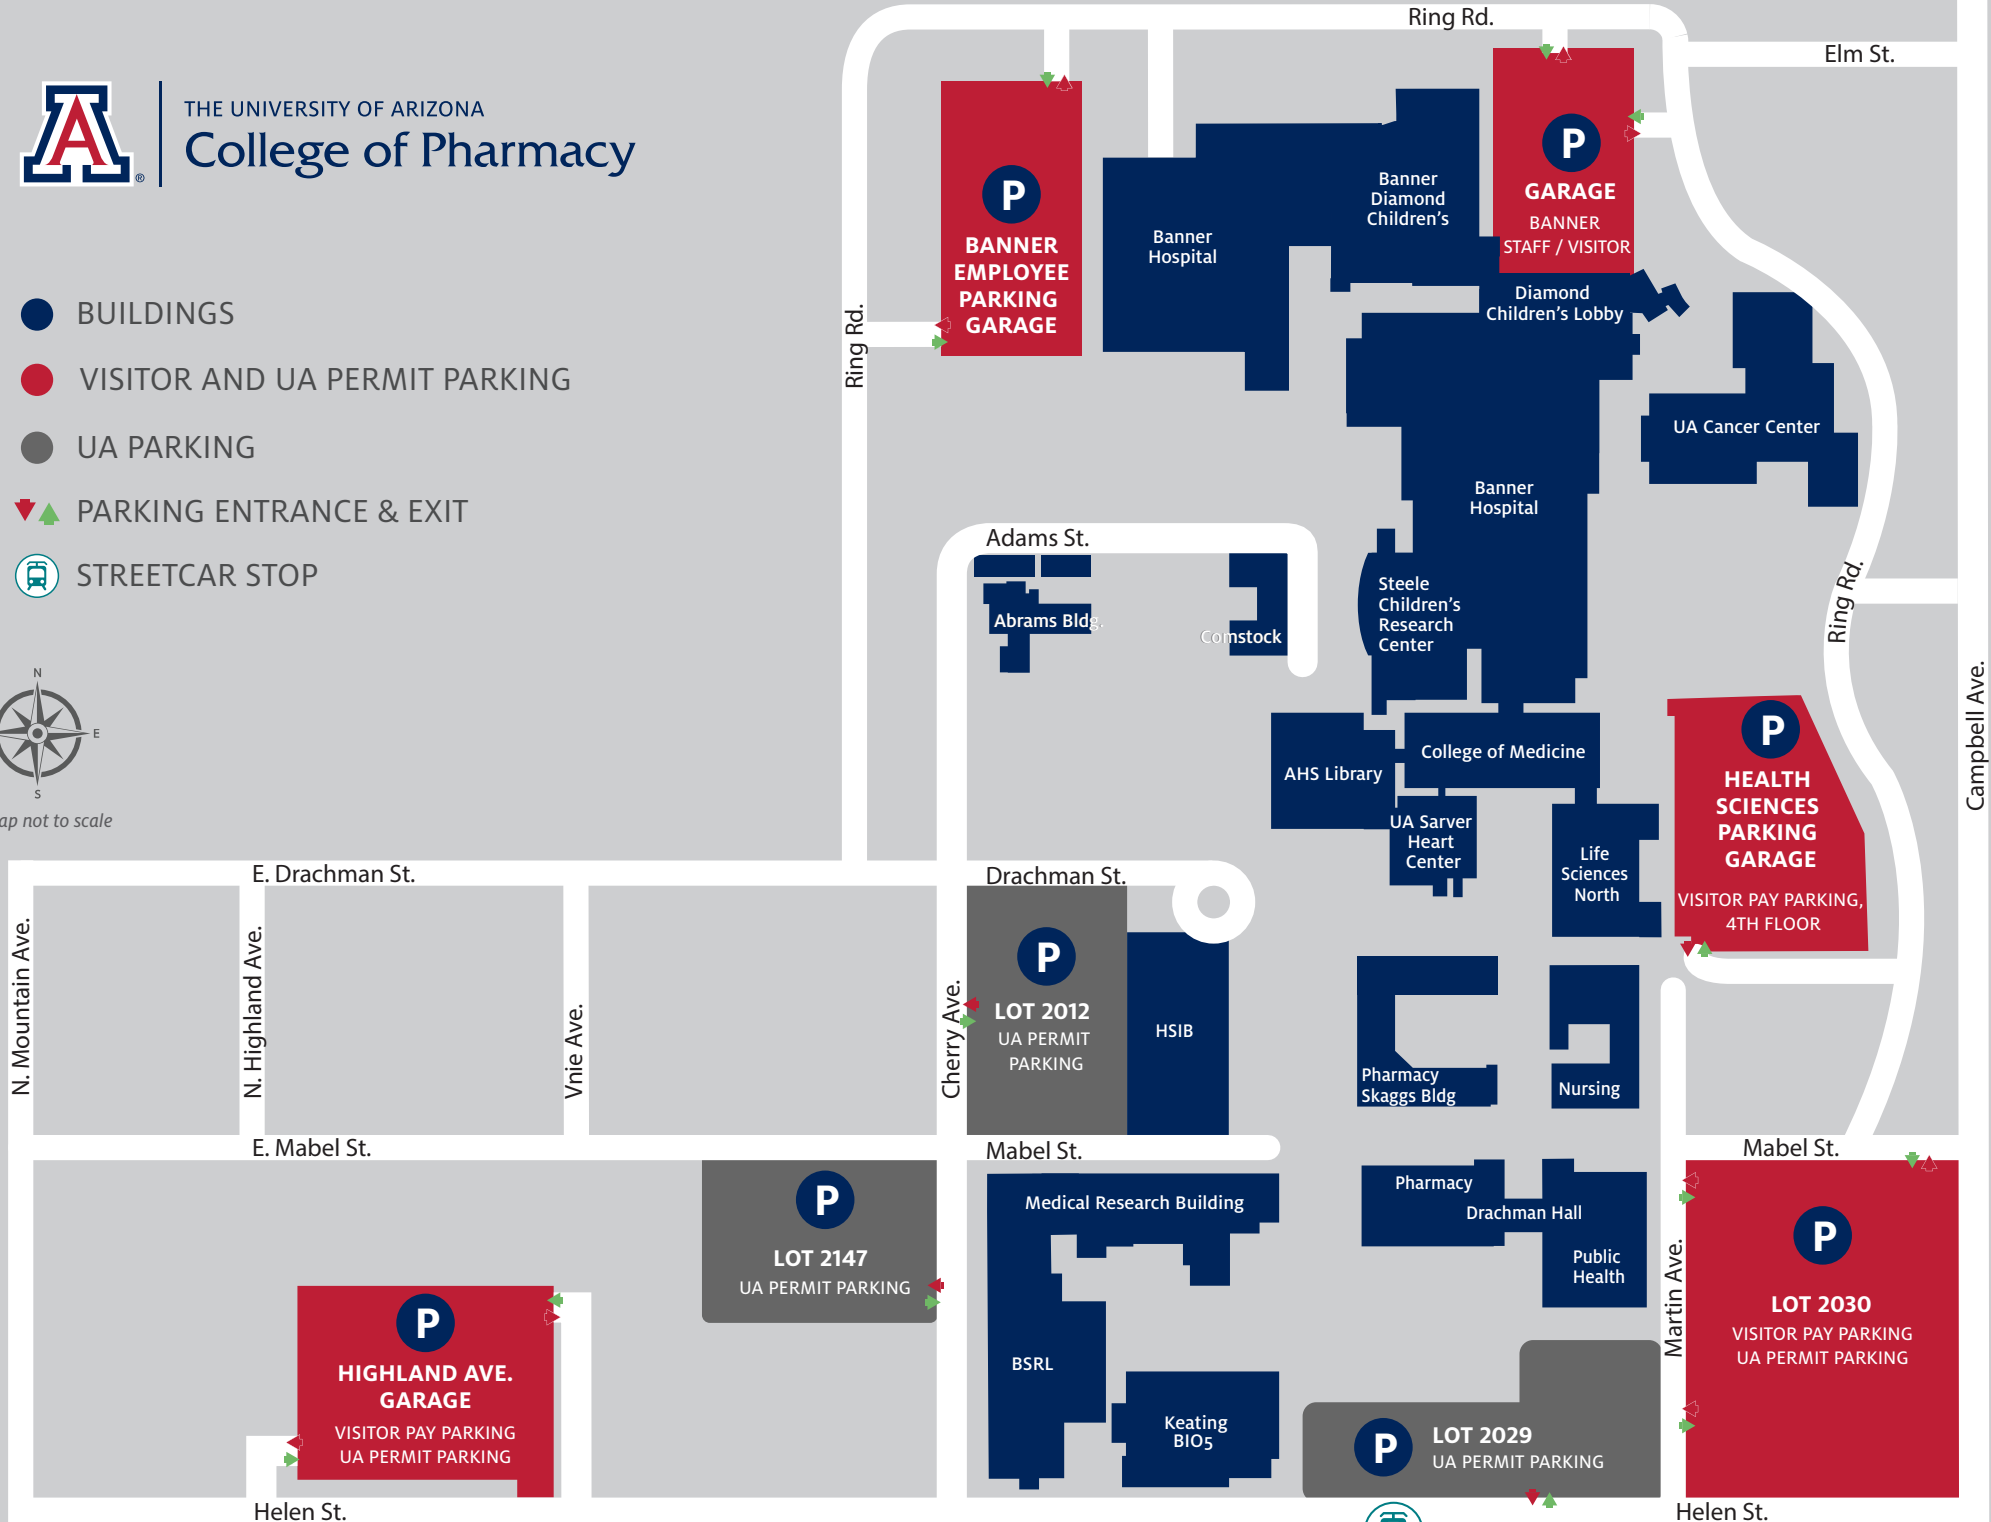 THE UNIVERSITY OF ARIZONA
College of Pharmacy
A
®
BUILDINGS
VISITOR AND UA PERMIT PARKING
UA PARKING
PARKING ENTRANCE & EXIT
STREETCAR STOP
N
E
S
ap not to scale
Ring Rd.
Elm St.
Ring Rd.
Ring Rd.
Campbell Ave.
P
BANNER
EMPLOYEE
PARKING
GARAGE
Banner
Hospital
Banner
Diamond
Children's
P
GARAGE
BANNER
STAFF / VISITOR
Diamond
Children's Lobby
UA Cancer Center
Banner
Hospital
Adams St.
Abrams Bldg.
Comstock
Steele
Children's
Research
Center
AHS Library
College of Medicine
UA Sarver
Heart
Center
Life
Sciences
North
P
HEALTH
SCIENCES
PARKING
GARAGE
VISITOR PAY PARKING,
4TH FLOOR
E. Drachman St.
Drachman St.
N. Mountain Ave.
N. Highland Ave.
Vnie Ave.
Cherry Ave.
P
LOT 2012
UA PERMIT
PARKING
HSIB
Pharmacy
Skaggs Bldg
Nursing
E. Mabel St.
Mabel St.
Mabel St.
P
LOT 2147
UA PERMIT PARKING
Medical Research Building
Pharmacy
Drachman Hall
Public
Health
Martin Ave.
P
LOT 2030
VISITOR PAY PARKING
UA PERMIT PARKING
P
HIGHLAND AVE.
GARAGE
VISITOR PAY PARKING
UA PERMIT PARKING
BSRL
Keating
BIO5
P
LOT 2029
UA PERMIT PARKING
Helen St.
Helen St.